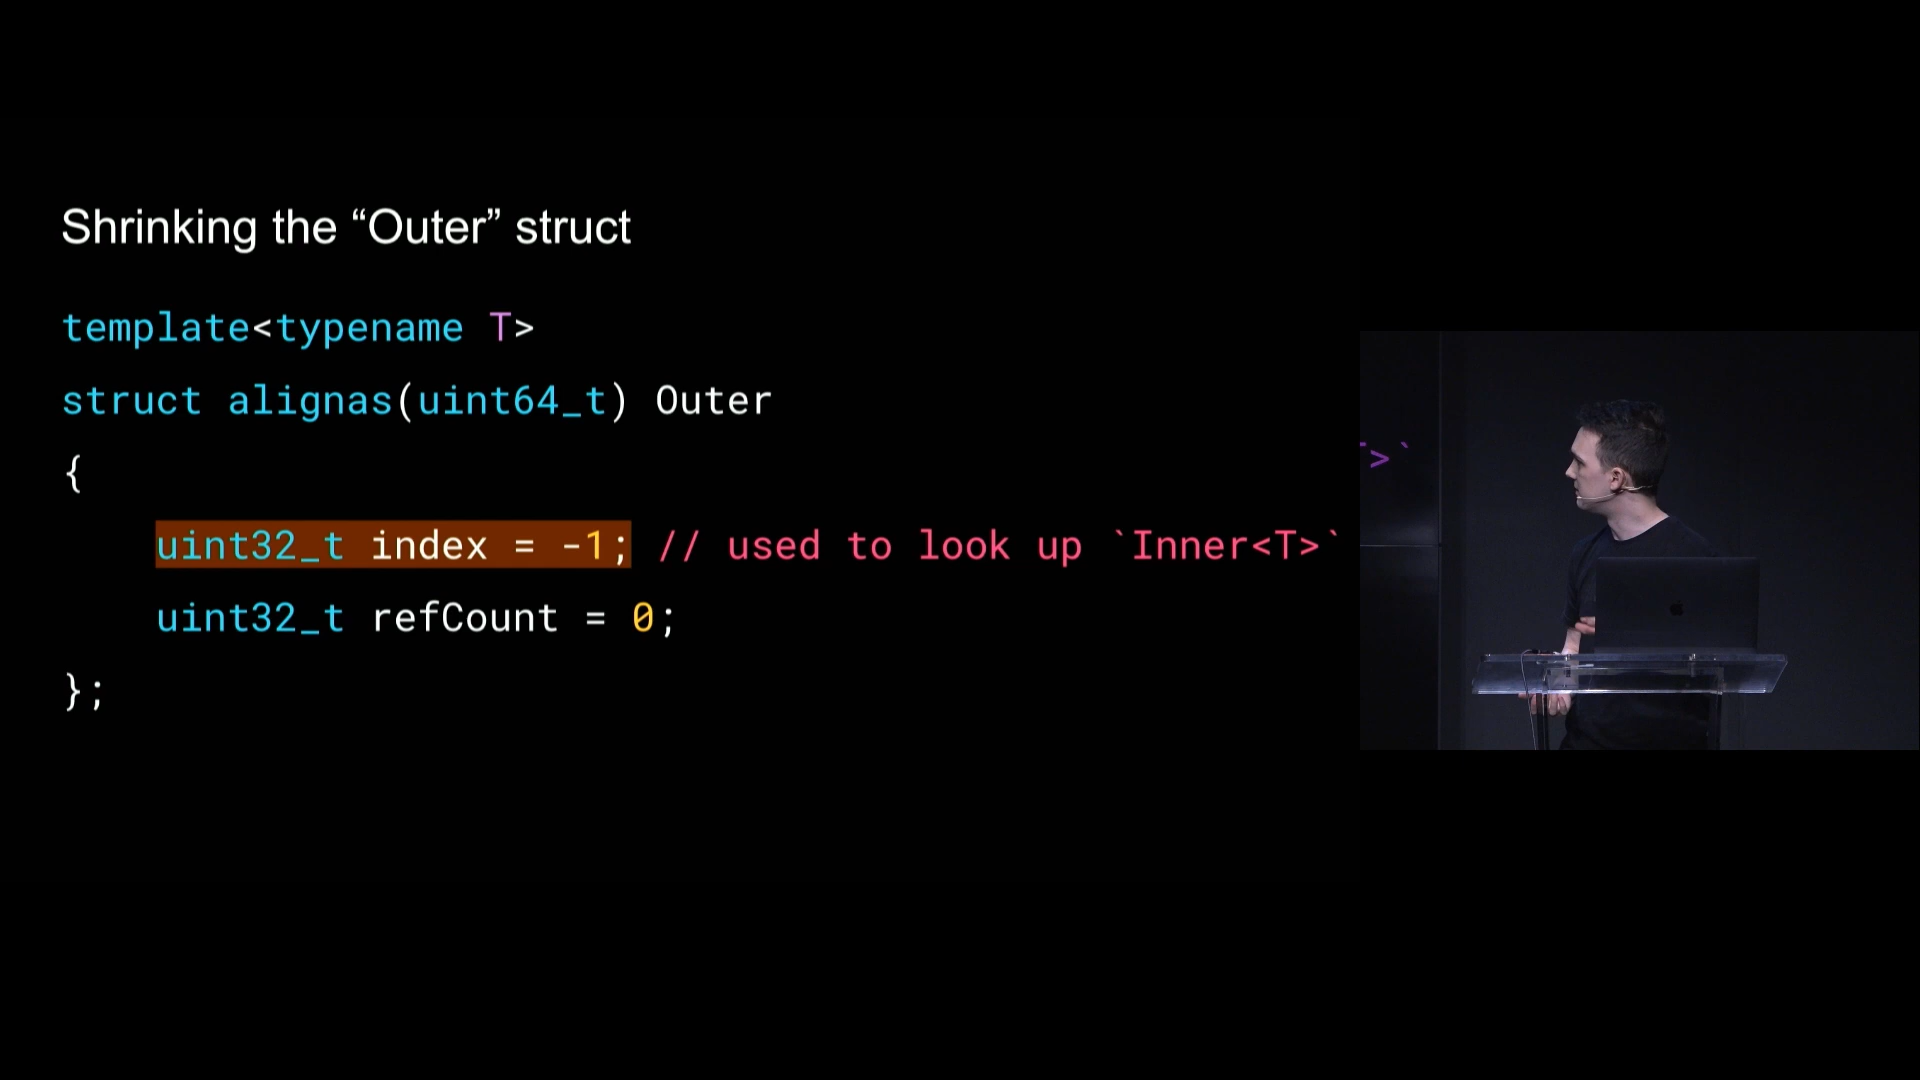 Shrinking the “Outer” struct
template<typename T>
struct alignas(uint64_t) Outer
{
uint32_t index = -1; // used to look up `Inner<T>`
uint32_t refCount = 0;
};
>`